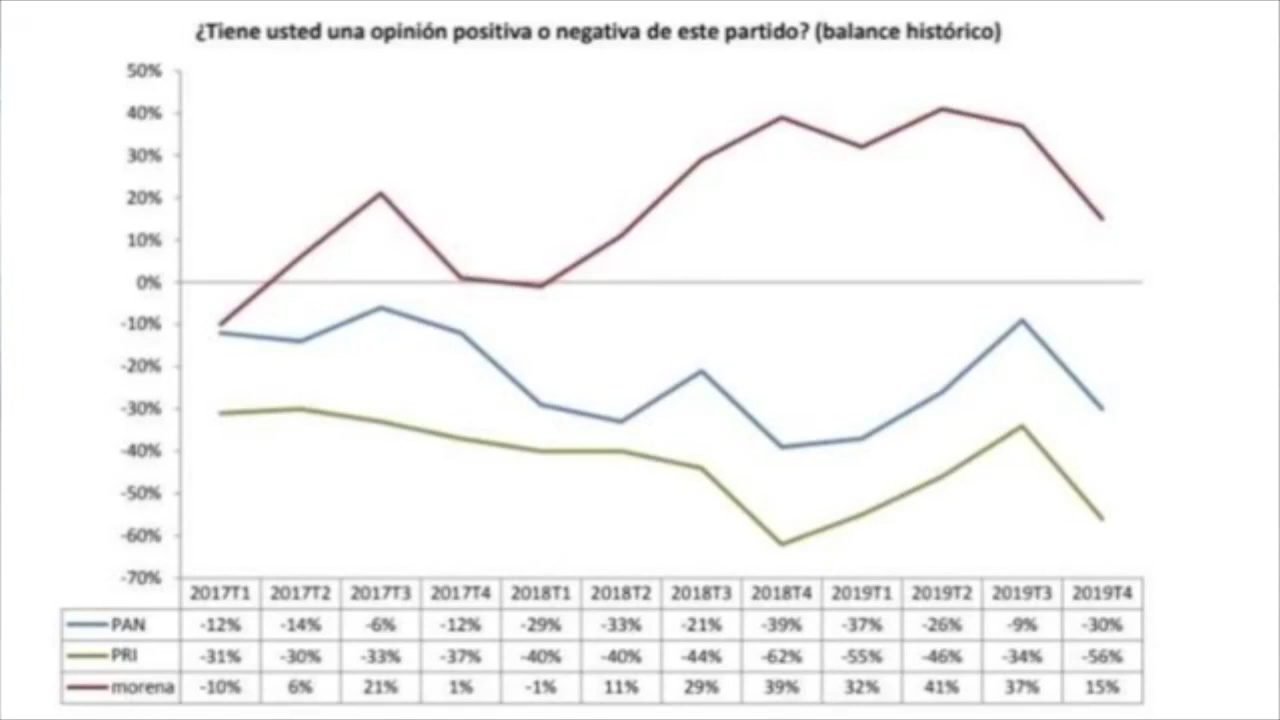 ¿Tiene usted una opinión positiva o negativa de este partido? (balance histórico)
50%
40%
30%
20%
10%
0%
-10%
-20%
-30%
-40%
-50%
-60%
-70%
2017T1 2017T2 2017T3 2017T4 2018T1 2018T2 2018T3 2018T4 2019T1 2019T2 2019T3 2019T4
PAN -12% -14% -6% -12% -29% -33% -21% -39% -37% -26% -9% -30%
PRI -31% -30% -33% -37% -40% -40% -44% -62% -55% -46% -34% -56%
morena -10% 6% 21% 1% -1% 11% 29% 39% 32% 41% 37% 15%